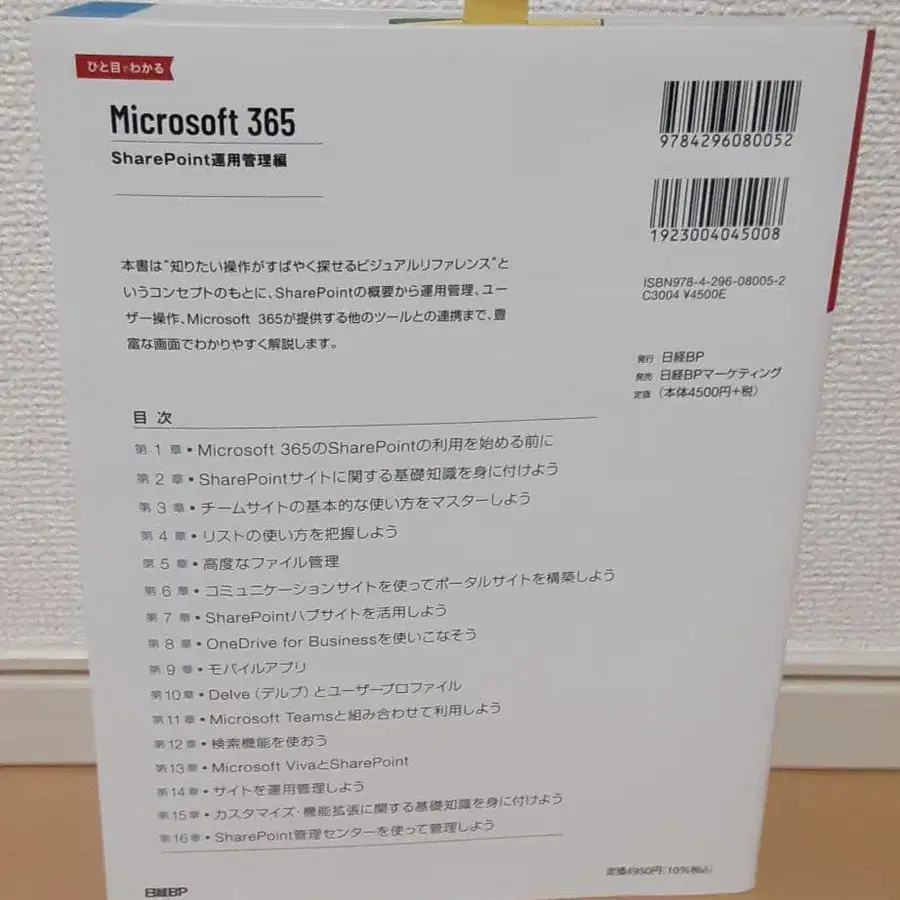 ひと目でわかる
Microsoft 365
SharePoint運用管理編
9784296080052
1923004045008
ISBN978-4-296-08005-2
C3004 ¥4500E
発行 日経BP
発売 日経BPマーケティング
定価 （本体4500円+税）
本書は“知りたい操作がすばやく探せるビジュアルリファレンス”と
いうコンセプトのもとに、SharePointの概要から運用管理、ユー
ザー操作、Microsoft 365が提供する他のツールとの連携まで、豊
富な画面でわかりやすく解説します。
目 次
第 1 章・Microsoft 365のSharePointの利用を始める前に
第 2 章・SharePointサイトに関する基礎知識を身に付けよう
第 3 章・チームサイトの基本的な使い方をマスターしよう
第 4 章・リストの使い方を把握しよう
第 5 章・高度なファイル管理
第 6 章・コミュニケーションサイトを使ってポータルサイトを構築しよう
第 7 章・SharePointハブサイトを活用しよう
第 8 章・OneDrive for Businessを使いこなそう
第 9 章・モバイルアプリ
第10章・Delve（デルブ）とユーザープロファイル
第11章・Microsoft Teamsと組み合わせて利用しよう
第12章・検索機能を使おう
第13章・Microsoft VivaとSharePoint
第14章・サイトを運用管理しよう
第15章・カスタマイズ・機能拡張に関する基礎知識を身に付けよう
第16章・SharePoint管理センターを使って管理しよう
日経BP
定価4950円（10%税込）